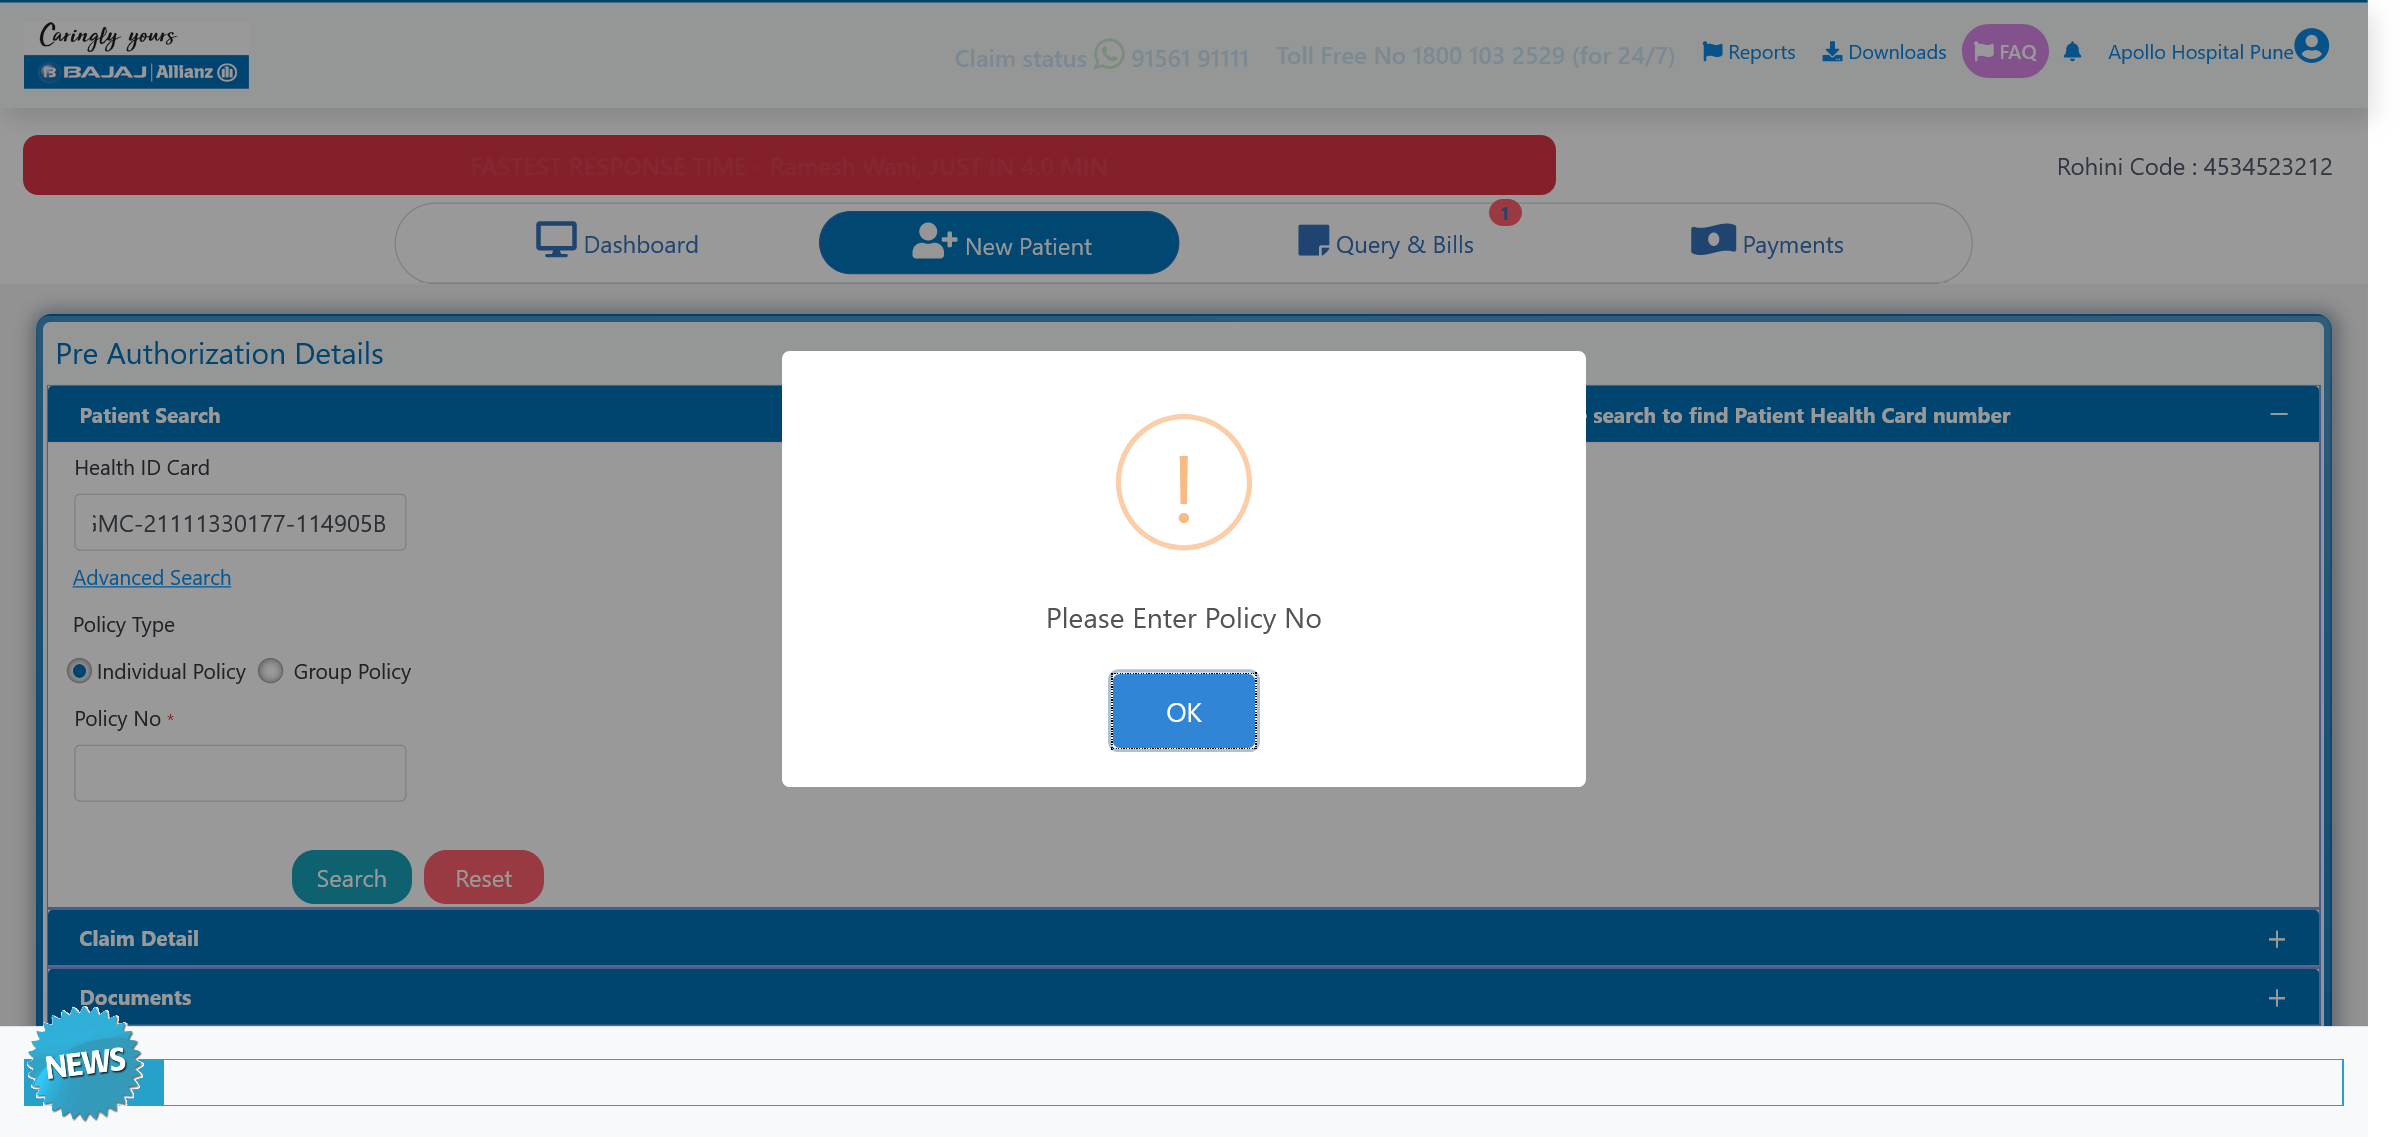 Caringly yours
BAJAJ | Allianz
Claim status 91561 91111 Toll Free No 1800 103 2529 (for 24/7) Reports Downloads FAQ Apollo Hospital Pune
FASTEST RESPONSE TIME - Ramesh Wani, JUST IN 4.0 MIN
Rohini Code : 4534523212
Dashboard New Patient Query & Bills 1 Payments
Pre Authorization Details
Patient Search search to find Patient Health Card number
Health ID Card
MC-21111330177-114905B
Advanced Search
Policy Type
Individual Policy Group Policy
Policy No *
Search Reset
!
Please Enter Policy No
OK
Claim Detail
Documents
NEWS